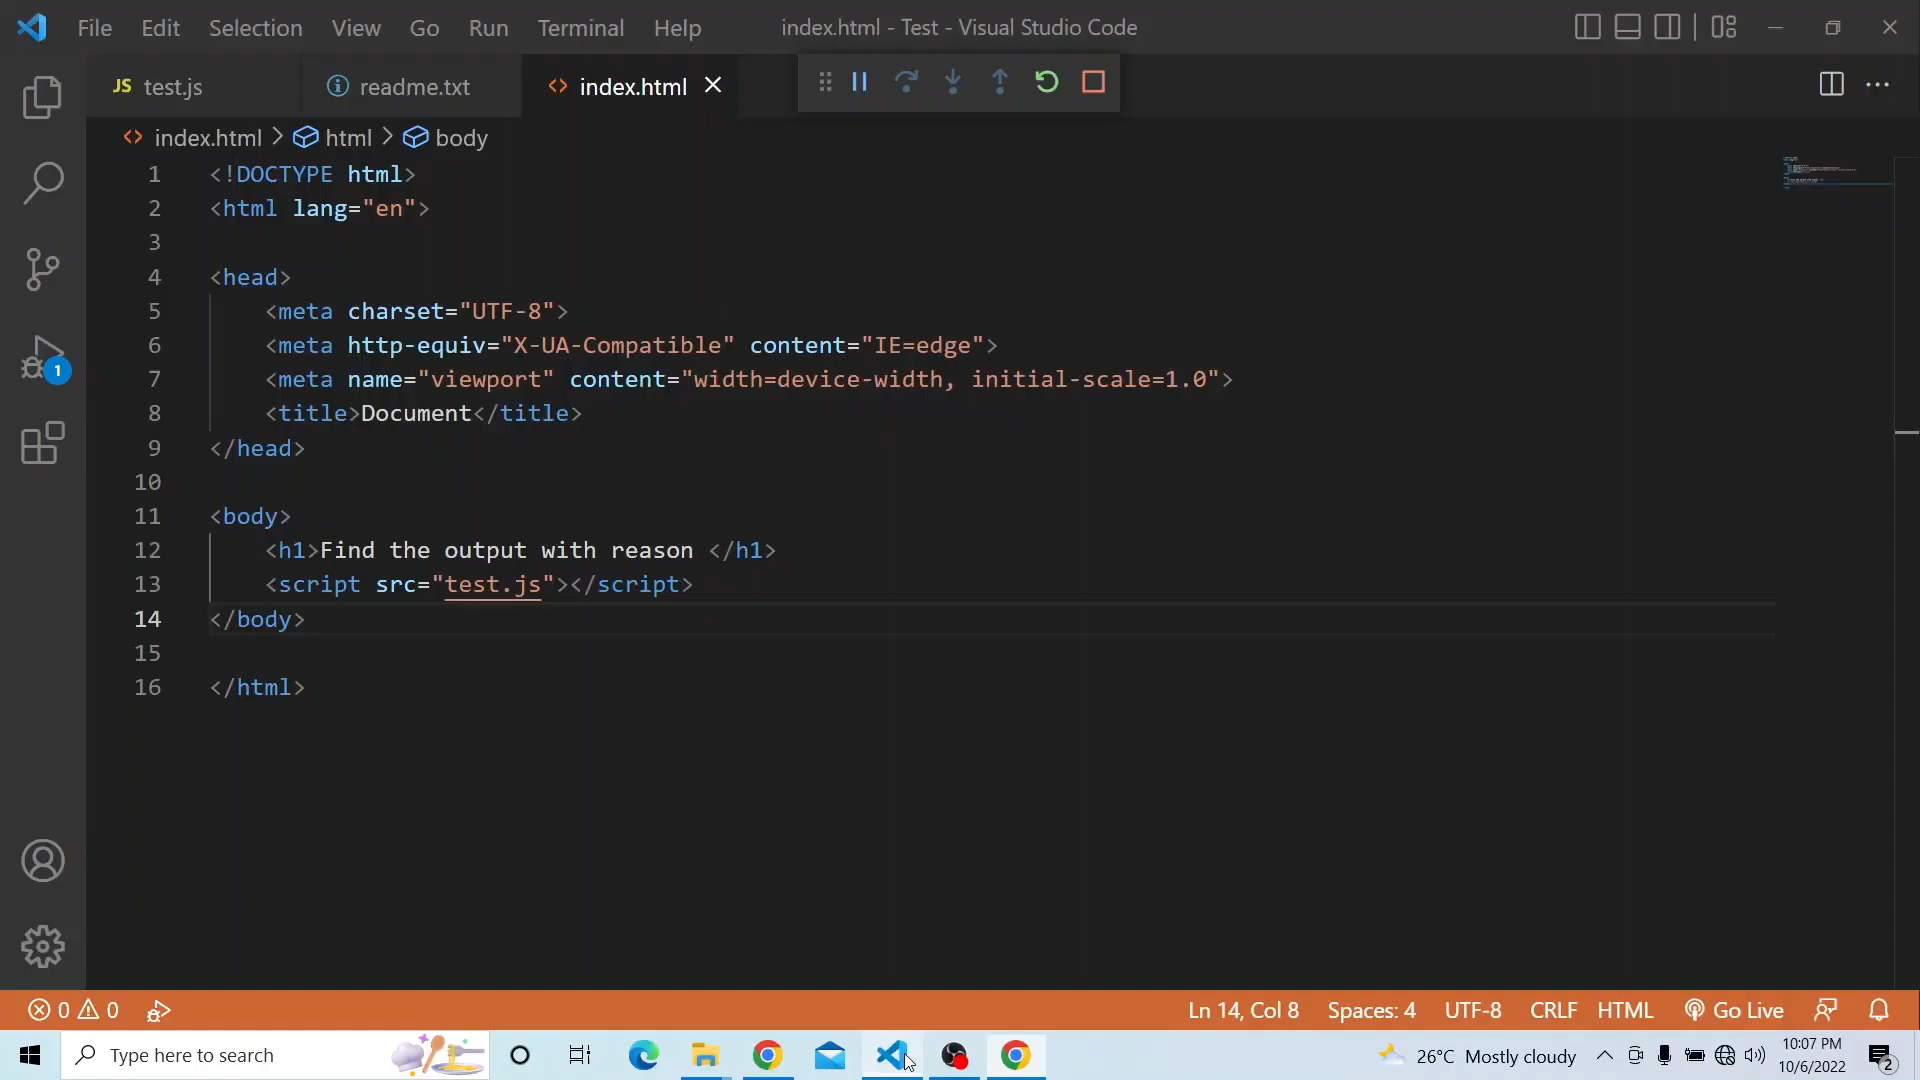 File Edit Selection View Go Run Terminal Help index.html - Test - Visual Studio Code
JS test.js readme.txt index.html
index.html > html > body
1 <!DOCTYPE html>
2 <html lang="en">
3
4 <head>
5 <meta charset="UTF-8">
6 <meta http-equiv="X-UA-Compatible" content="IE=edge">
7 <meta name="viewport" content="width=device-width, initial-scale=1.0">
8 <title>Document</title>
9 </head>
10
11 <body>
12 <h1>Find the output with reason </h1>
13 <script src="test.js"></script>
14 </body>
15
16 </html>
1
0 0 Ln 14, Col 8 Spaces: 4 UTF-8 CRLF HTML Go Live
Type here to search 26°C Mostly cloudy 10:07 PM
10/6/2022 2